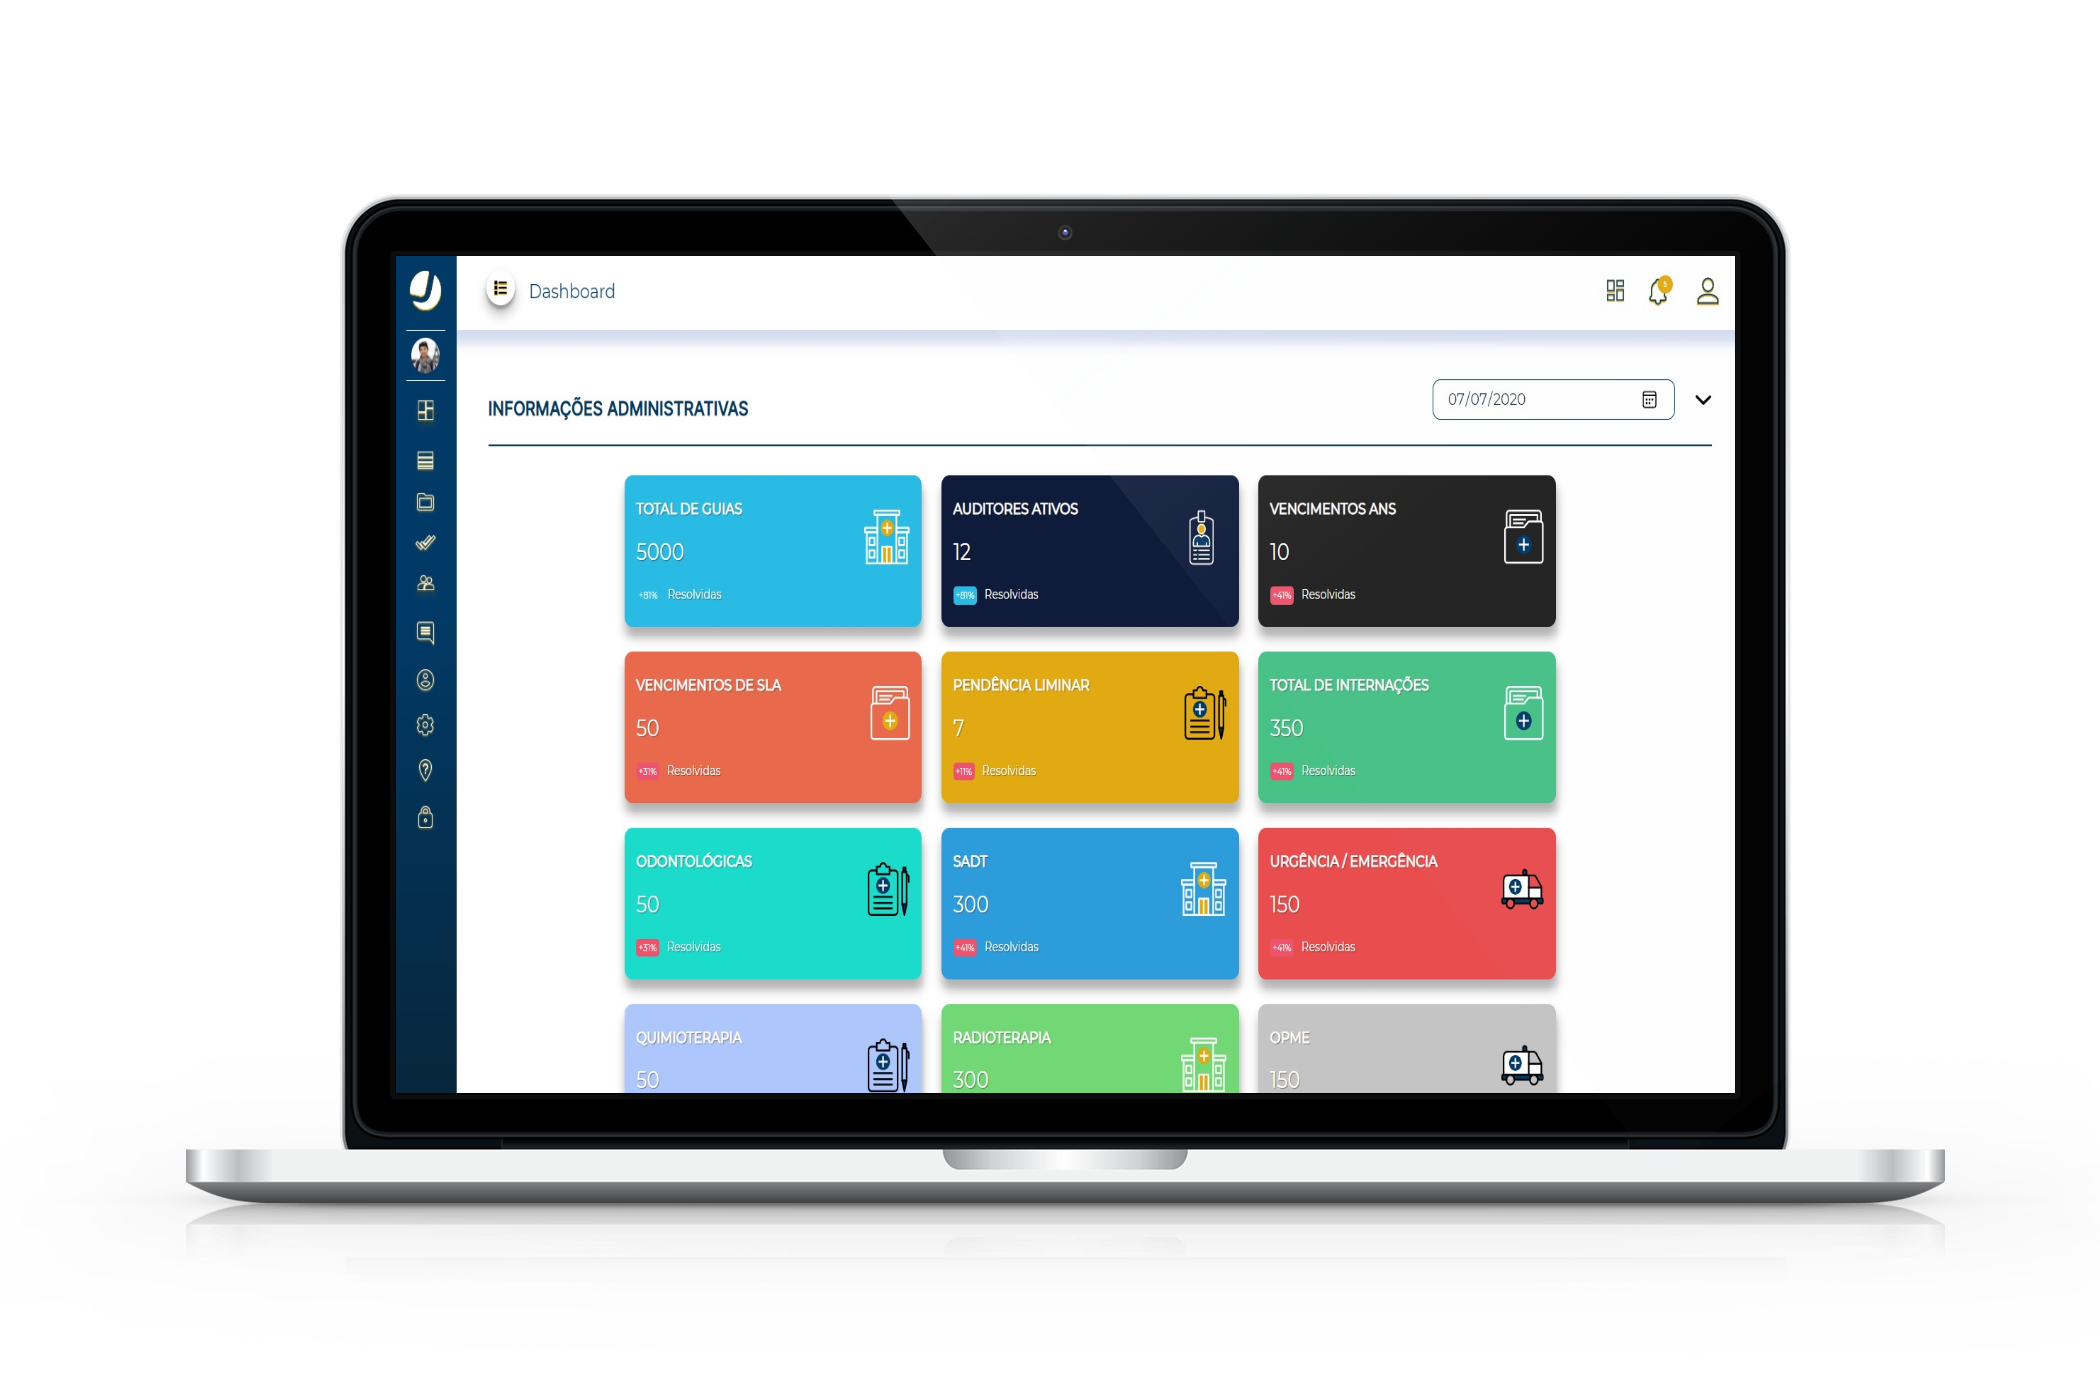 Dashboard
5
INFORMAÇÕES ADMINISTRATIVAS
07/07/2020
TOTAL DE GUIAS
5000
+81% Resolvidas
AUDITORES ATIVOS
12
+81% Resolvidas
VENCIMENTOS ANS
10
+41% Resolvidas
VENCIMENTOS DE SLA
50
+31% Resolvidas
PENDÊNCIA LIMINAR
7
+11% Resolvidas
TOTAL DE INTERNAÇÕES
350
+41% Resolvidas
ODONTOLÓGICAS
50
+31% Resolvidas
SADT
300
+41% Resolvidas
URGÊNCIA / EMERGÊNCIA
150
+41% Resolvidas
QUIMIOTERAPIA
50
RADIOTERAPIA
300
OPME
150